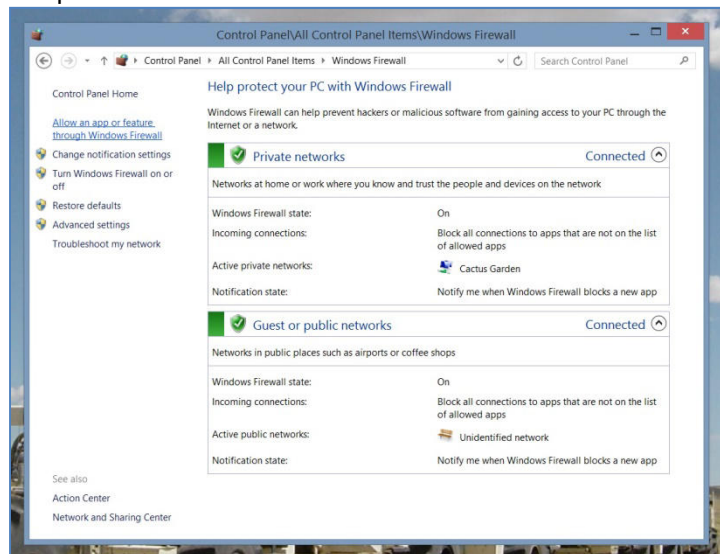 Control Panel\All Control Panel Items\Windows Firewall
Control Panel ▸ All Control Panel Items ▸ Windows Firewall
Search Control Panel
Control Panel Home
Allow an app or feature
through Windows Firewall
Change notification settings
Turn Windows Firewall on or
off
Restore defaults
Advanced settings
Troubleshoot my network
See also
Action Center
Network and Sharing Center
Help protect your PC with Windows Firewall
Windows Firewall can help prevent hackers or malicious software from gaining access to your PC through the
Internet or a network.
Private networks Connected
Networks at home or work where you know and trust the people and devices on the network
Windows Firewall state: On
Incoming connections: Block all connections to apps that are not on the list
of allowed apps
Active private networks: Cactus Garden
Notification state: Notify me when Windows Firewall blocks a new app
Guest or public networks Connected
Networks in public places such as airports or coffee shops
Windows Firewall state: On
Incoming connections: Block all connections to apps that are not on the list
of allowed apps
Active public networks: Unidentified network
Notification state: Notify me when Windows Firewall blocks a new app